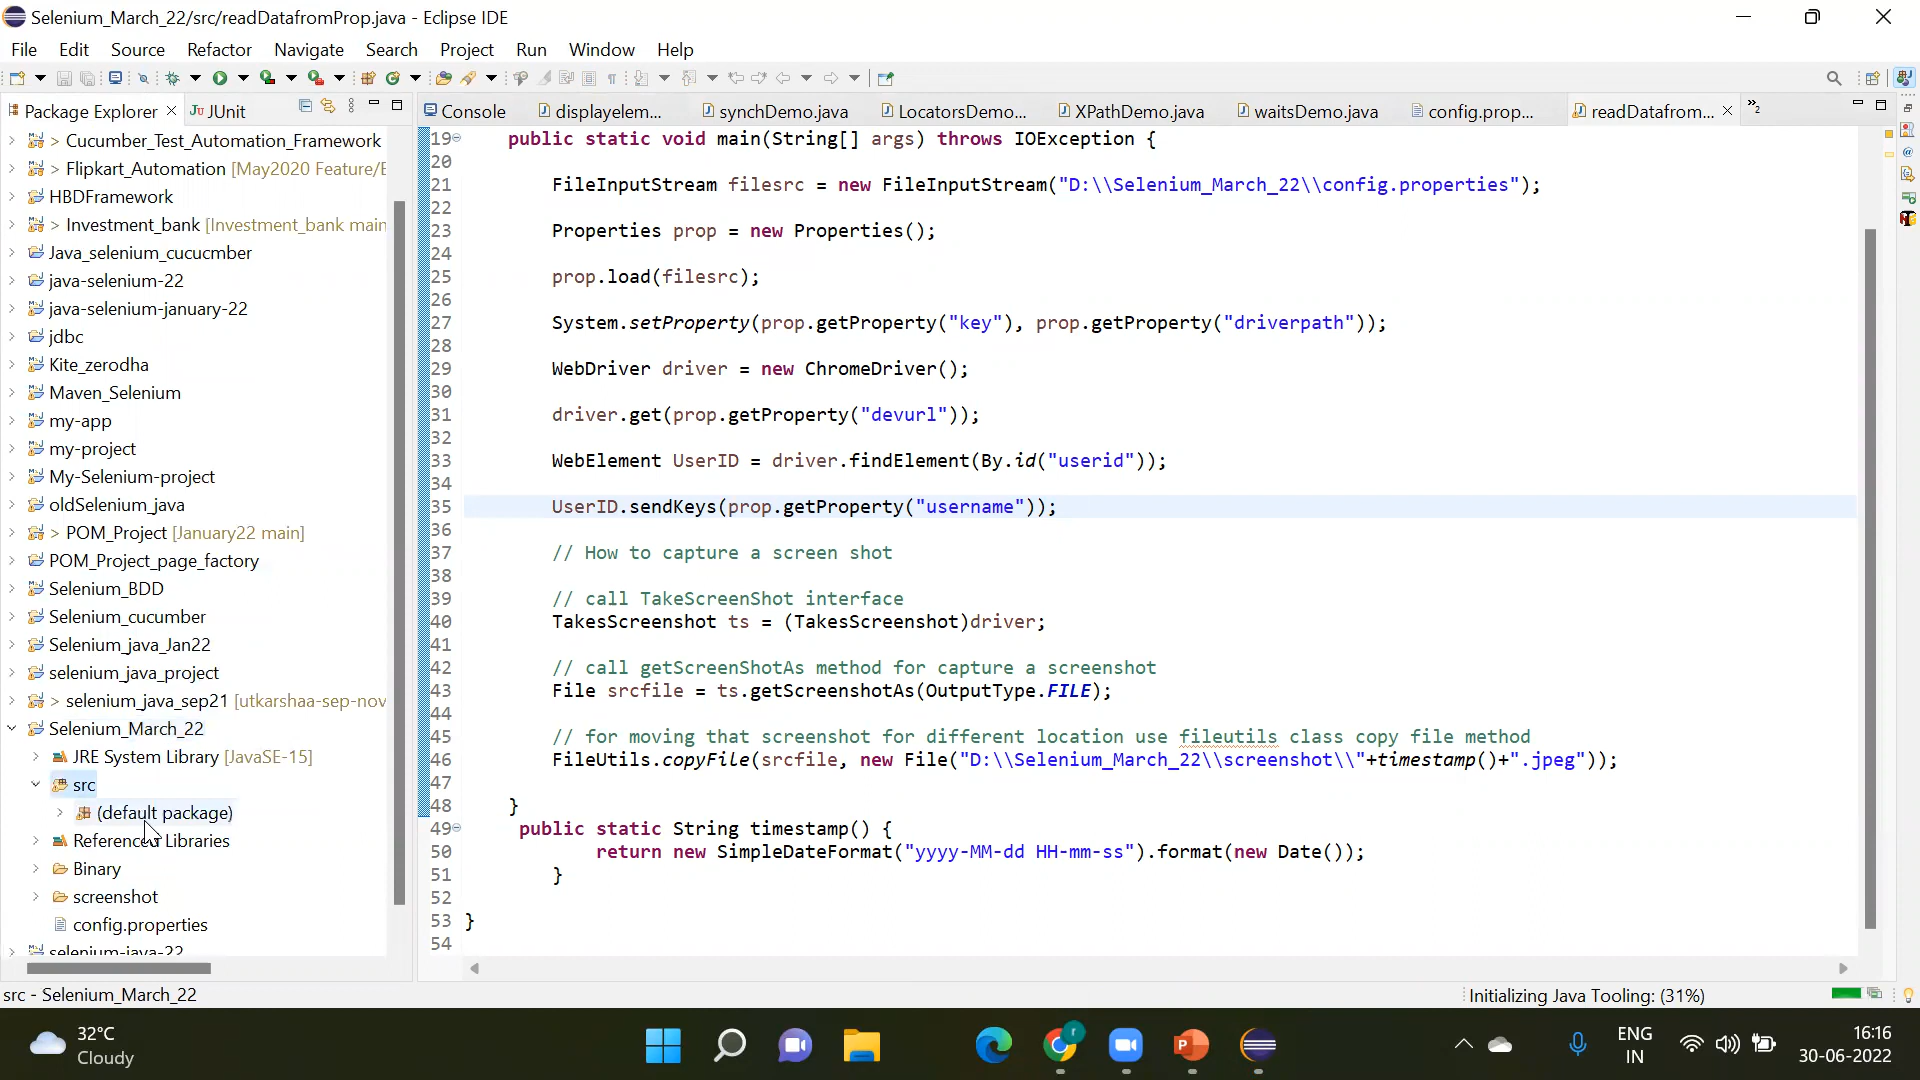 Selenium_March_22/src/readDatafromProp.java - Eclipse IDE
File Edit Source Refactor Navigate Search Project Run Window Help
Package Explorer JUnit
Console displayelem... synchDemo.java LocatorsDemo... XPathDemo.java waitsDemo.java config.prop... readDatafrom... »2
> Cucumber_Test_Automation_Framework
> Flipkart_Automation [May2020 Feature/E
HBDFramework
> Investment_bank [Investment_bank main
Java_selenium_cucucmber
java-selenium-22
java-selenium-january-22
jdbc
Kite_zerodha
Maven_Selenium
my-app
my-project
My-Selenium-project
oldSelenium_java
> POM_Project [January22 main]
POM_Project_page_factory
Selenium_BDD
Selenium_cucumber
Selenium_java_Jan22
selenium_java_project
> selenium_java_sep21 [utkarshaa-sep-nov
Selenium_March_22
JRE System Library [JavaSE-15]
src
(default package)
Libraries
Binary
screenshot
config.properties
selenium-java-22
19 public static void main(String[] args) throws IOException {
20
21 FileInputStream filesrc = new FileInputStream("D:\\Selenium_March_22\\config.properties");
22
23 Properties prop = new Properties();
24
25 prop.load(filesrc);
26
27 System.setProperty(prop.getProperty("key"), prop.getProperty("driverpath"));
28
29 WebDriver driver = new ChromeDriver();
30
31 driver.get(prop.getProperty("devurl"));
32
33 WebElement UserID = driver.findElement(By.id("userid"));
34
35 UserID.sendKeys(prop.getProperty("username"));
36
37 // How to capture a screen shot
38
39 // call TakeScreenShot interface
40 TakesScreenshot ts = (TakesScreenshot)driver;
41
42 // call getScreenShotAs method for capture a screenshot
43 File srcfile = ts.getScreenshotAs(OutputType.FILE);
44
45 // for moving that screenshot for different location use fileutils class copy file method
46 FileUtils.copyFile(srcfile, new File("D:\\Selenium_March_22\\screenshot\\"+timestamp()+".jpeg"));
47
48 }
49 public static String timestamp() {
50 return new SimpleDateFormat("yyyy-MM-dd HH-mm-ss").format(new Date());
51 }
52
53 }
54
src - Selenium_March_22
Initializing Java Tooling: (31%)
32°C
Cloudy
ENG
IN
16:16
30-06-2022